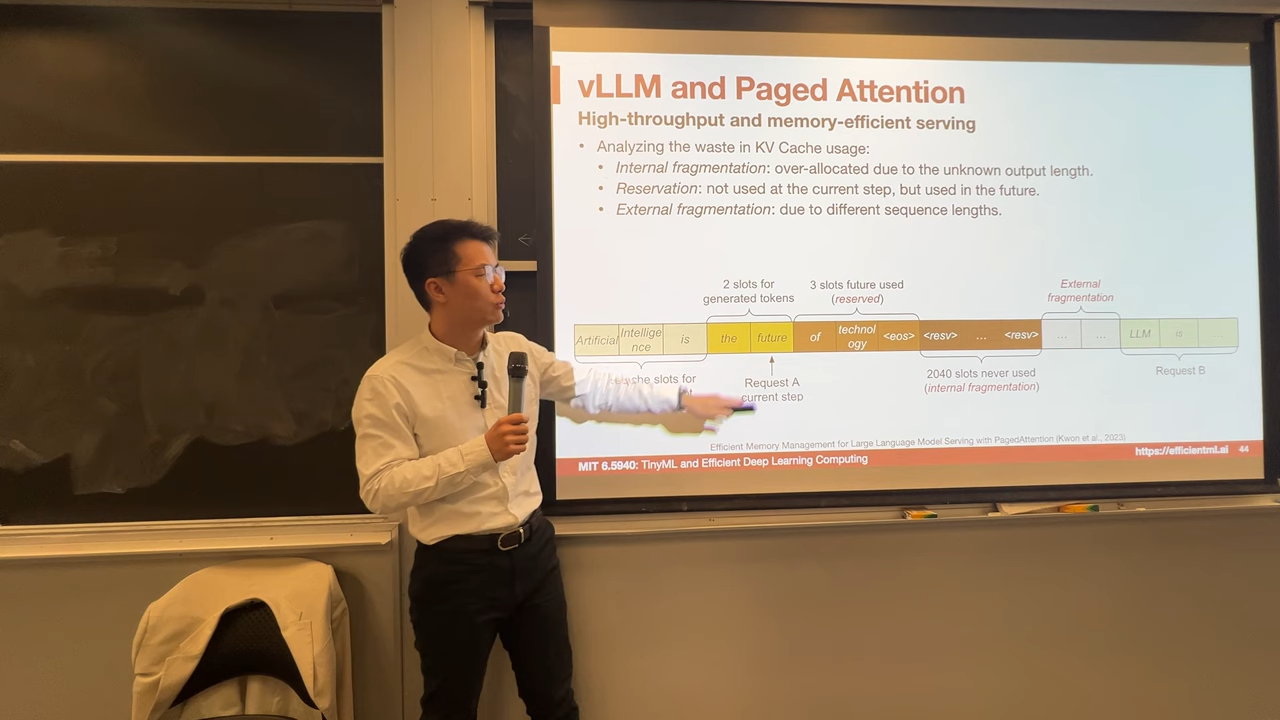 vLLM and Paged Attention
High-throughput and memory-efficient serving
• Analyzing the waste in KV Cache usage:
• Internal fragmentation: over-allocated due to the unknown output length.
• Reservation: not used at the current step, but used in the future.
• External fragmentation: due to different sequence lengths.
2 slots for
generated tokens
3 slots future used
(reserved)
External
fragmentation
Artificial Intellige
nce is the future of technol
ogy <eos> <resv> ... <resv> ... ... LLM is ...
slots for
Request A
current step
2040 slots never used
(internal fragmentation)
Request B
Efficient Memory Management for Large Language Model Serving with PagedAttention (Kwon et al., 2023)
MIT 6.5940: TinyML and Efficient Deep Learning Computing
https://efficientml.ai 44